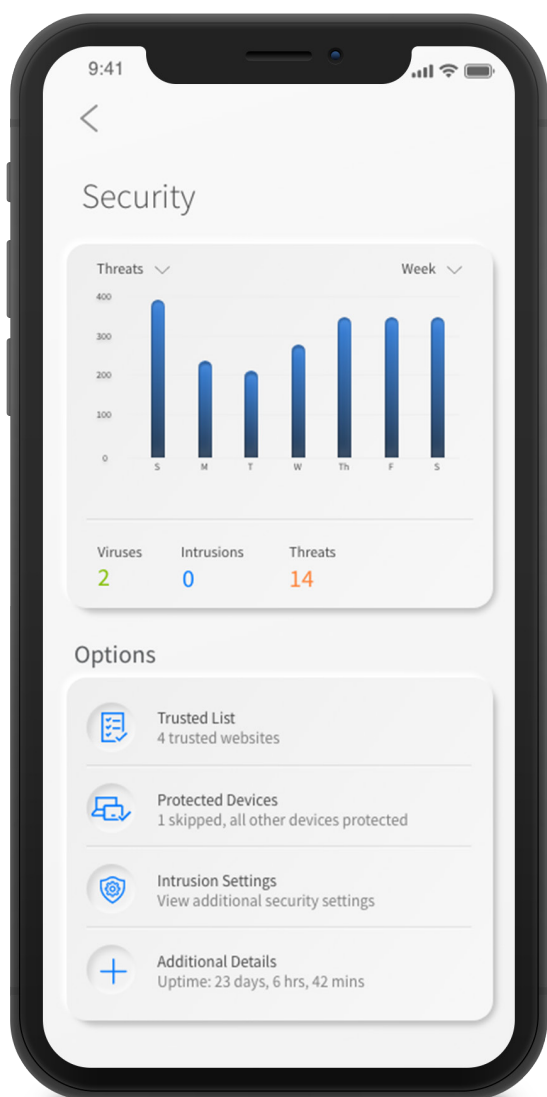 9:41
Security
Threats Week
400
300
200
100
0
S M T W Th F S
Viruses Intrusions Threats
2 0 14
Options
Trusted List
4 trusted websites
Protected Devices
1 skipped, all other devices protected
Intrusion Settings
View additional security settings
Additional Details
Uptime: 23 days, 6 hrs, 42 mins